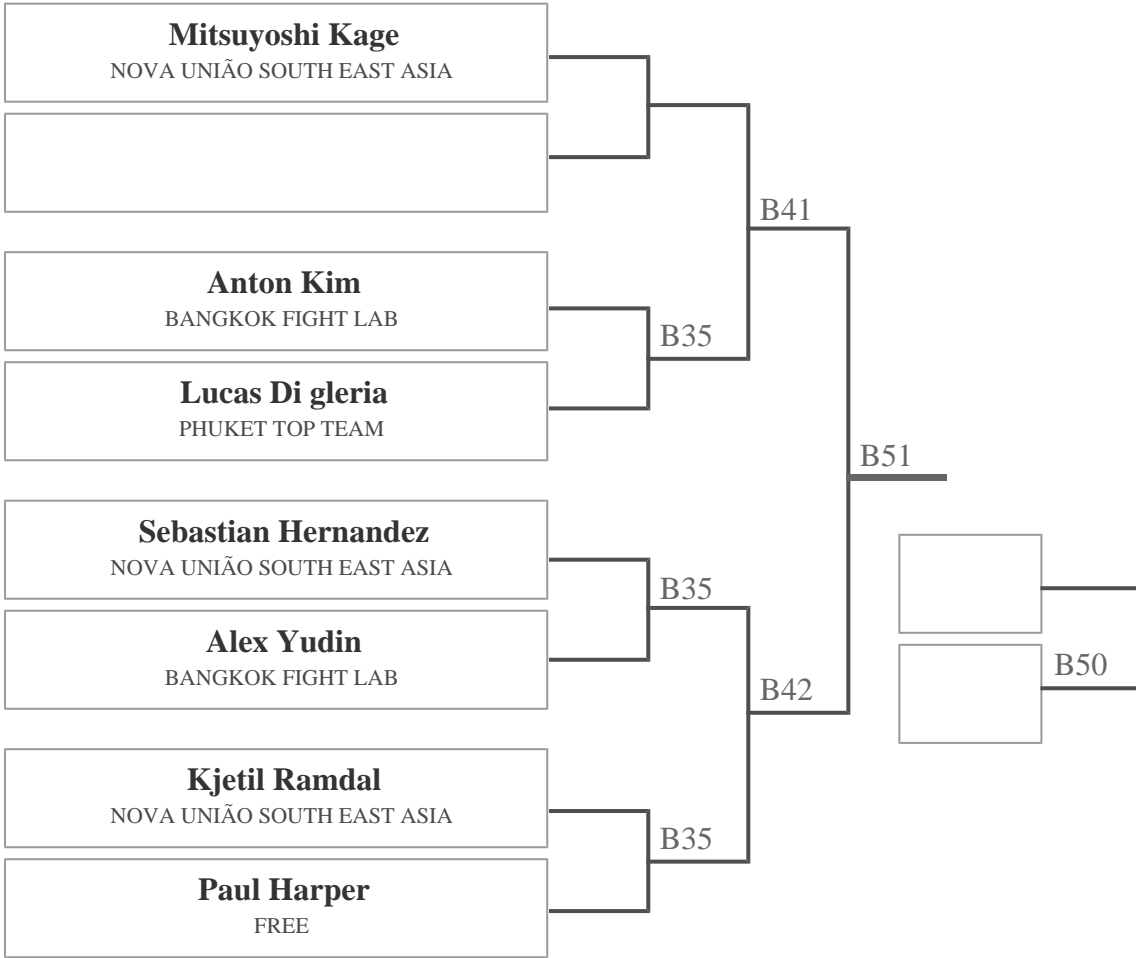 Mitsuyoshi Kage
NOVA UNIÃO SOUTH EAST ASIA
B41
Anton Kim
BANGKOK FIGHT LAB
B35
Lucas Di gleria
PHUKET TOP TEAM
B51
Sebastian Hernandez
NOVA UNIÃO SOUTH EAST ASIA
B35
Alex Yudin
BANGKOK FIGHT LAB
B50
B42
Kjetil Ramdal
NOVA UNIÃO SOUTH EAST ASIA
B35
Paul Harper
FREE